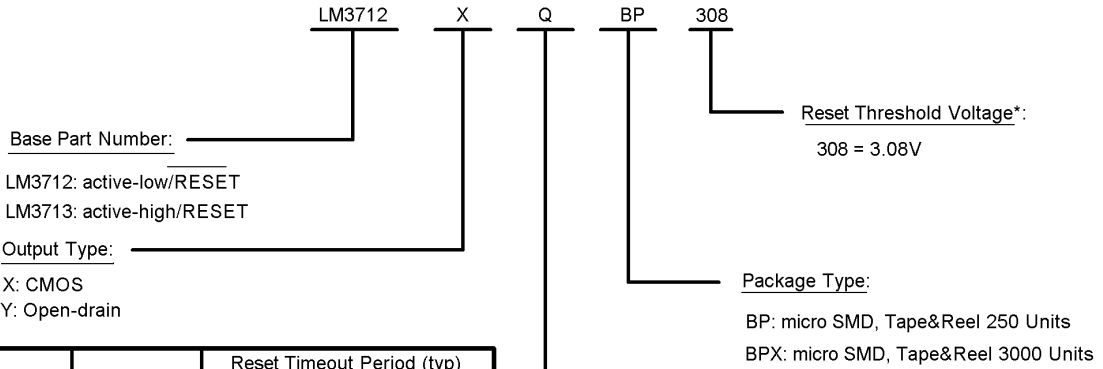 LM3712 X Q BP 308
Reset Threshold Voltage*:
308 = 3.08V
Base Part Number:
LM3712: active-low/RESET
LM3713: active-high/RESET
Output Type:
X: CMOS
Y: Open-drain
Package Type:
BP: micro SMD, Tape&Reel 250 Units
BPX: micro SMD, Tape&Reel 3000 Units
Reset Timeout Period (typ)